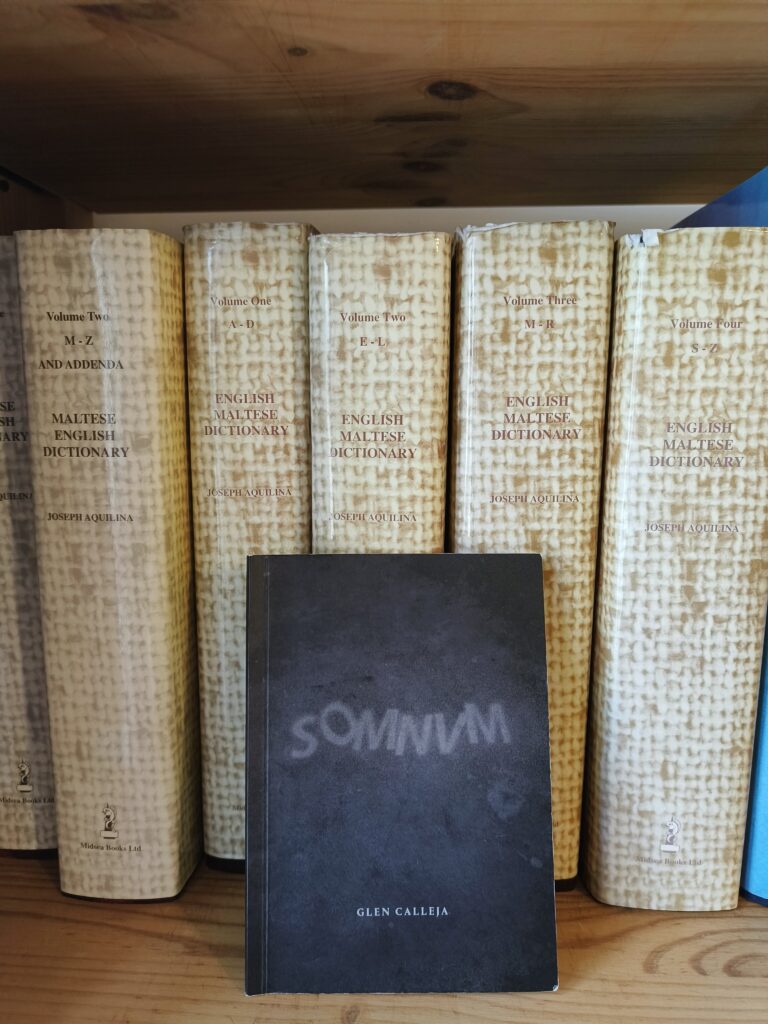 Volume Two
M - Z
AND ADDENDA
MALTESE
ENGLISH
DICTIONARY
JOSEPH AQUILINA
Midsea Books Ltd
Volume One
A - D
ENGLISH
MALTESE
DICTIONARY
JOSEPH AQUILINA
Volume Two
E - L
ENGLISH
MALTESE
DICTIONARY
JOSEPH AQUILINA
Volume Three
M - R
ENGLISH
MALTESE
DICTIONARY
JOSEPH AQUILINA
Volume Four
S - Z
ENGLISH
MALTESE
DICTIONARY
JOSEPH AQUILINA
Midsea Books Ltd
SOMNVM
GLEN CALLEJA